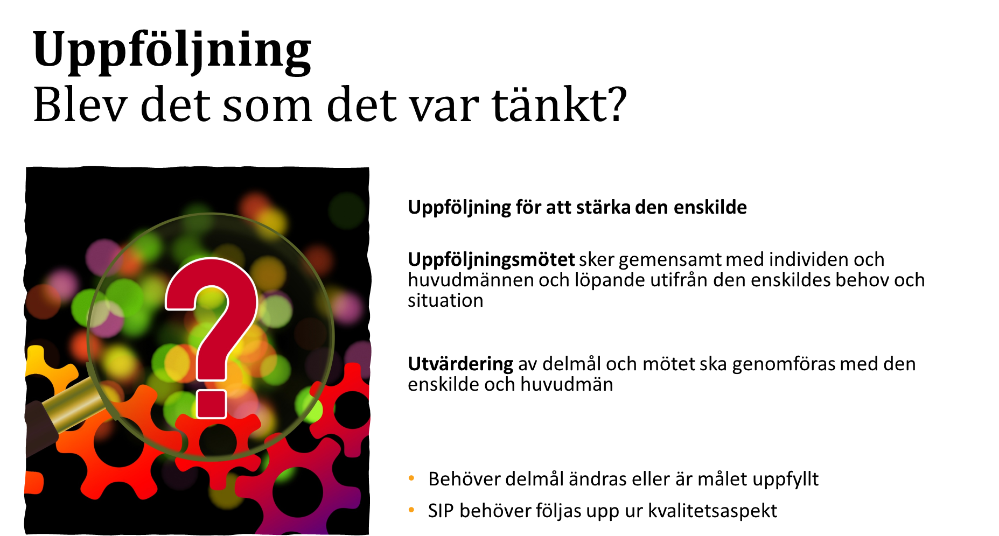 Uppföljning
Blev det som det var tänkt?
?
Uppföljning för att stärka den enskilde
Uppföljningsmötet sker gemensamt med individen och
huvudmännen och löpande utifrån den enskildes behov och
situation
Utvärdering av delmål och mötet ska genomföras med den
enskilde och huvudmän
• Behöver delmål ändras eller är målet uppfyllt
• SIP behöver följas upp ur kvalitetsaspekt